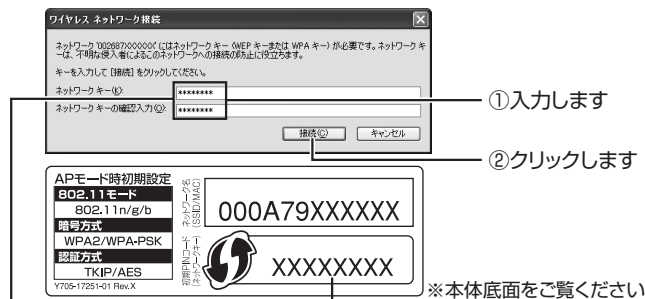 ワイヤレス ネットワーク接続
ネットワーク '002687XXXXXX' にはネットワーク キー (WEP キーまたは WPA キー) が必要です。ネットワーク キ
ーは、不明な侵入者によるこのネットワークへの接続の防止に役立ちます。
キーを入力して [接続] をクリックしてください。
ネットワーク キー(K):
********
ネットワーク キーの確認入力(O):
********
接続(C)
キャンセル
①入力します
②クリックします
APモード時初期設定
802.11モード
802.11n/g/b
暗号方式
WPA2/WPA-PSK
認証方式
TKIP/AES
Y705-17251-01 Rev.X
ネットワーク名
(SSID/MAC)
000A79XXXXXX
初期PINコード
(ネットワークキー)
XXXXXXXX
※本体底面をご覧ください